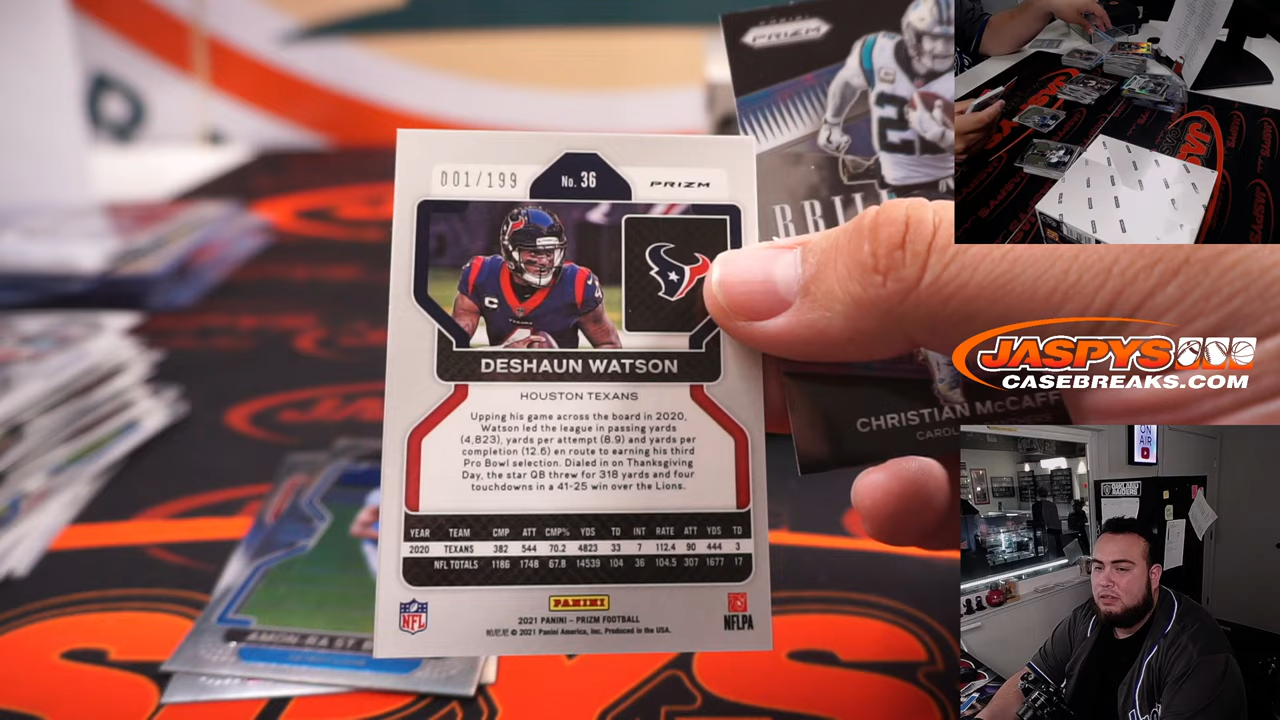 001/199
No. 36
PRIZM
DESHAUN WATSON
HOUSTON TEXANS
Upping his game across the board in 2020,
Watson led the league in passing yards
(4,823), yards per attempt (8.9) and yards per
completion (12.6) en route to earning his third
Pro Bowl selection. Dialed in on Thanksgiving
Day, the star QB threw for 318 yards and four
touchdowns in a 41-25 win over the Lions.
YEAR TEAM CMP ATT CMP% YDS TD INT RATE ATT YDS TD
2020 TEXANS 382 544 70.2 4823 33 7 112.4 90 444 3
NFL TOTALS 1186 1748 67.8 14539 104 36 104.5 307 1677 17
NFL
PANINI
NFLPA
2021 PANINI – PRIZM FOOTBALL
帕尼尼 © 2021 Panini America, Inc. Produced in the USA.
PRIZM
CHRISTIAN McCAFF
AMON-RA ST
JASPYS
CASEBREAKS.COM
ON
AIR